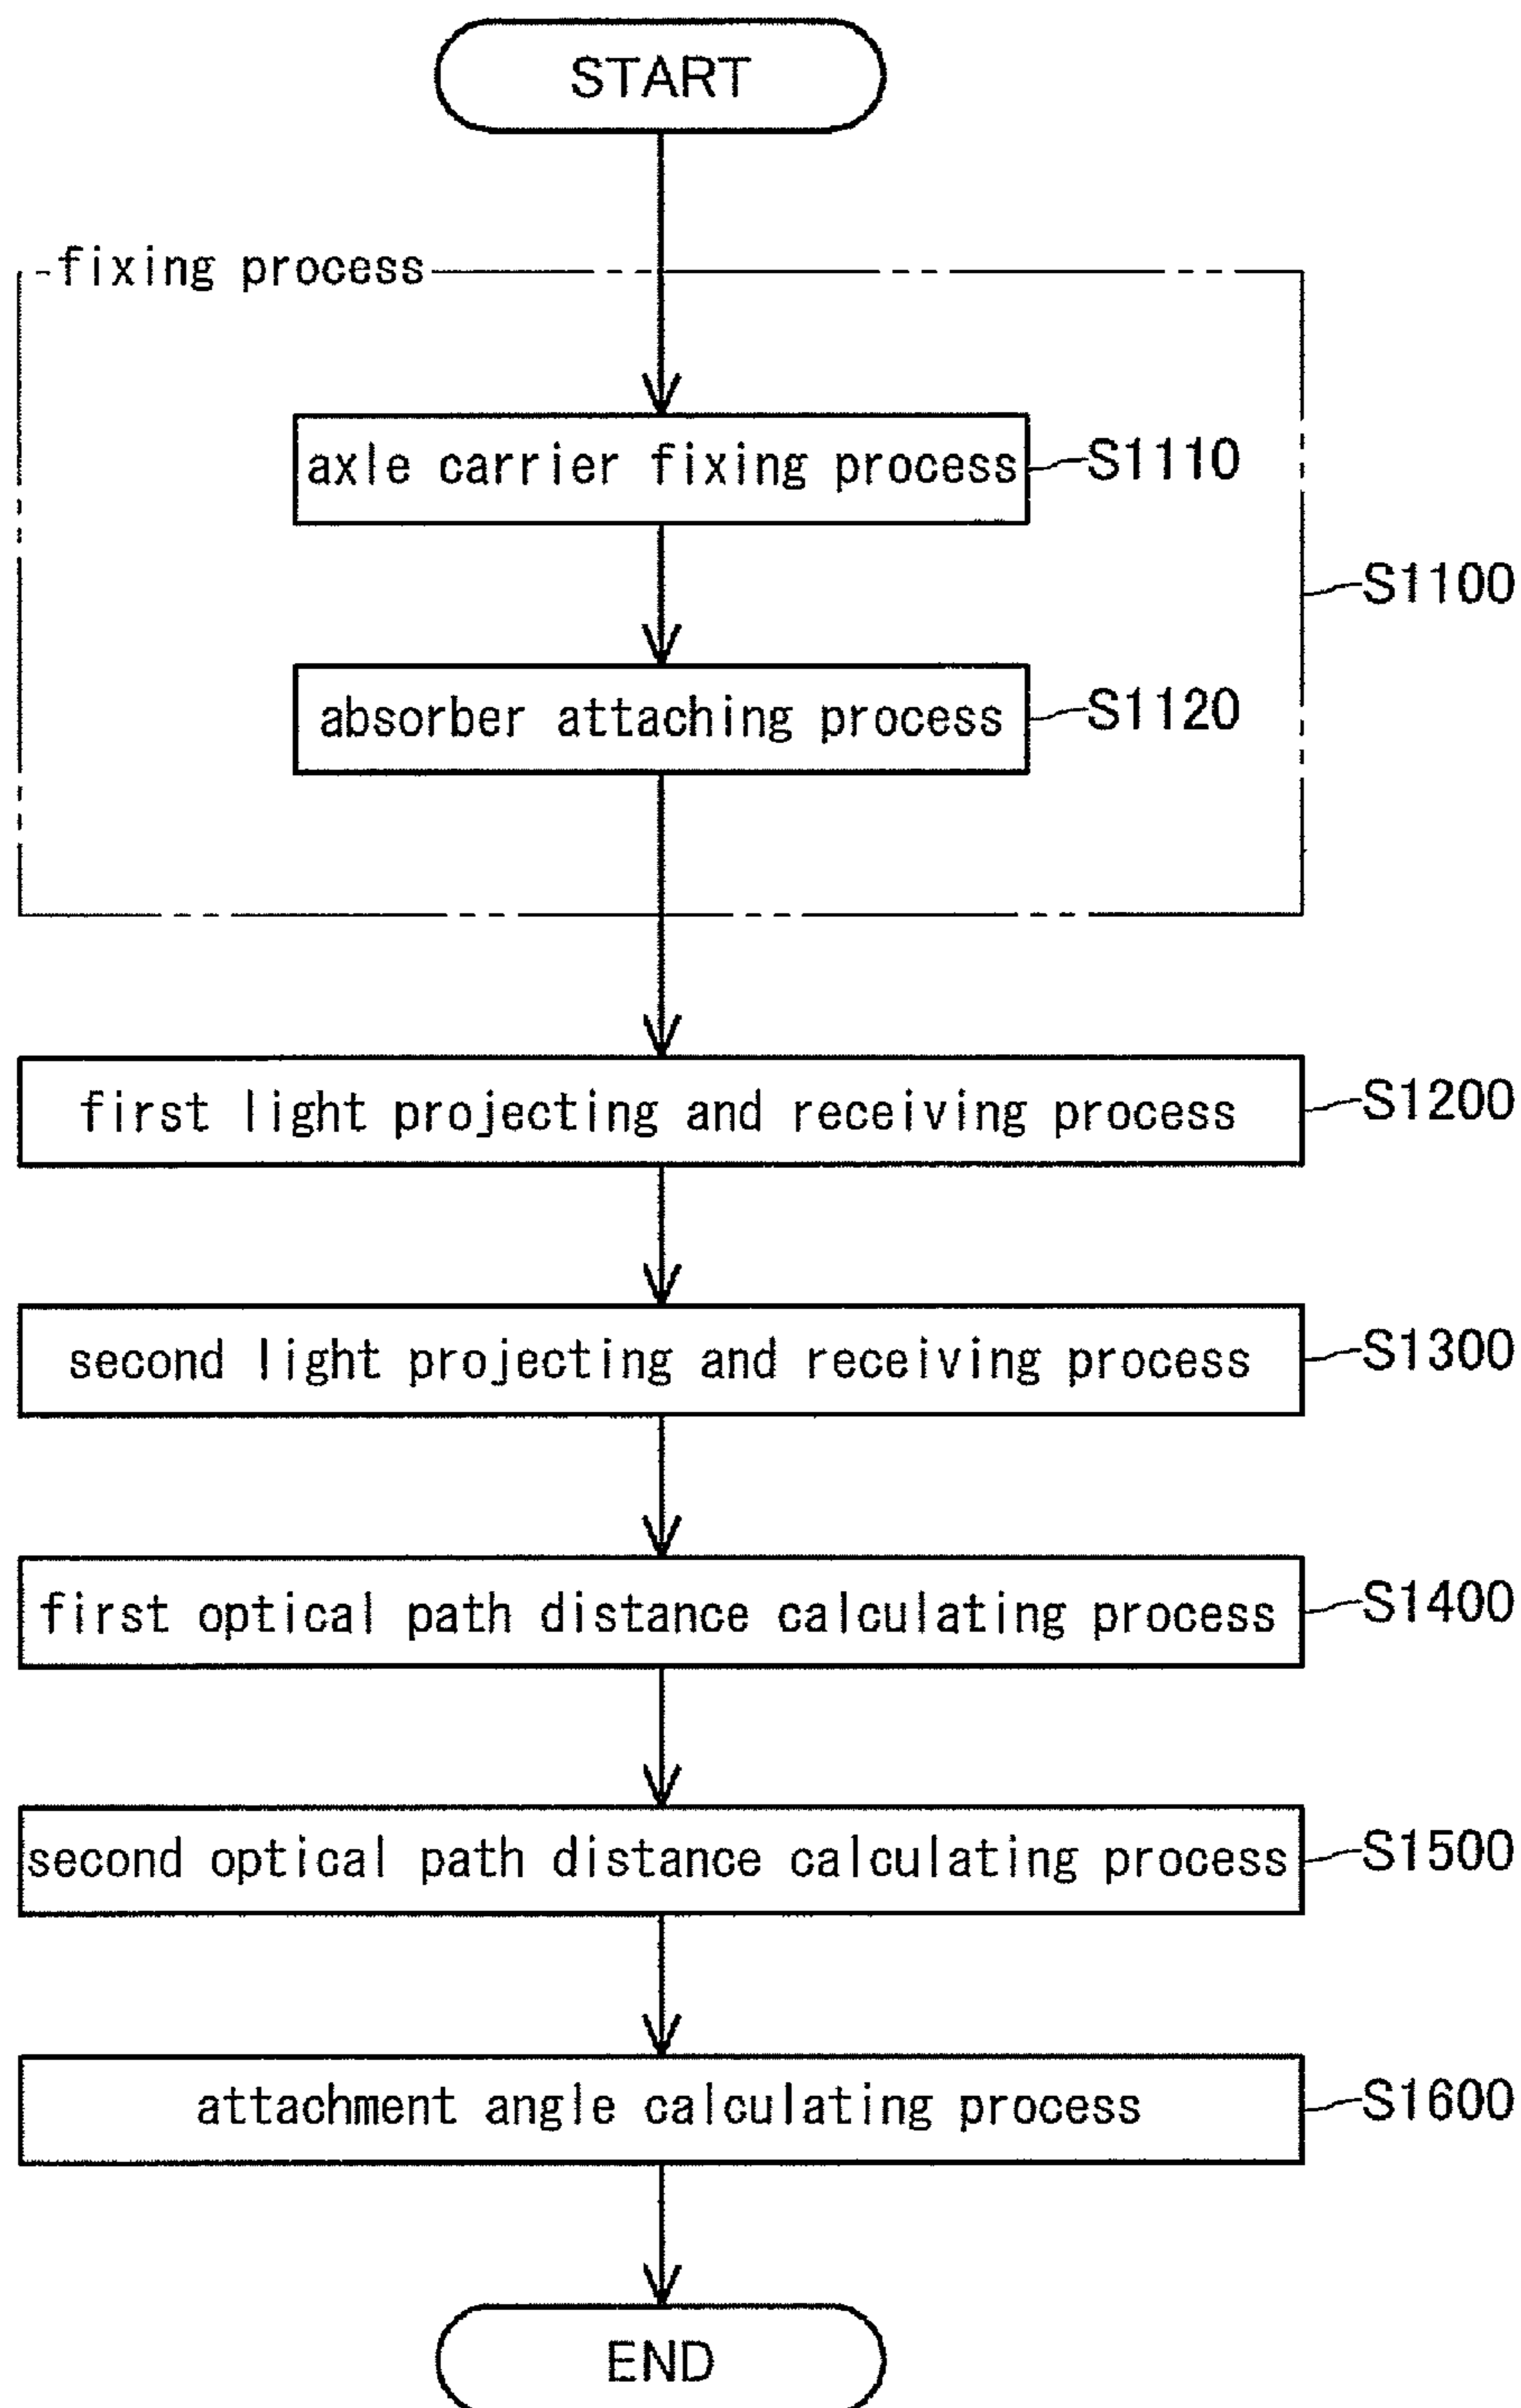 START
fixing process
axle carrier fixing process
S1110
S1100
absorber attaching process
S1120
first light projecting and receiving process
S1200
second light projecting and receiving process
S1300
first optical path distance calculating process
S1400
second optical path distance calculating process
S1500
attachment angle calculating process
S1600
END